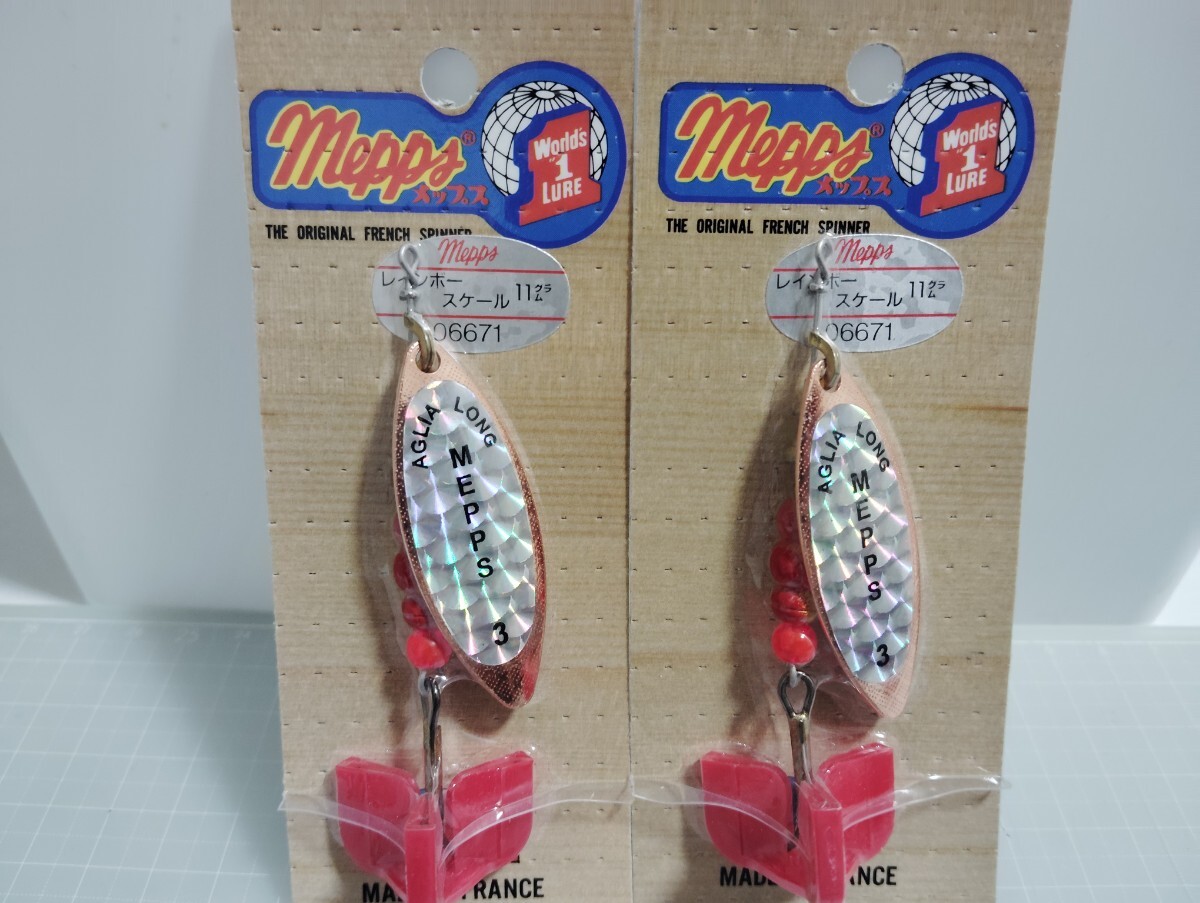 Mepps®
メップス
World's
"1
LURE
THE ORIGINAL FRENCH SPINNER
Mepps
レインボー
スケール 11グラム
06671
AGLIA LONG
MEPPS
3
MADE FRANCE
Mepps®
メップス
World's
"1
LURE
THE ORIGINAL FRENCH SPINNER
Mepps
レインボー
スケール 11グラム
06671
AGLIA LONG
MEPPS
3
MADE